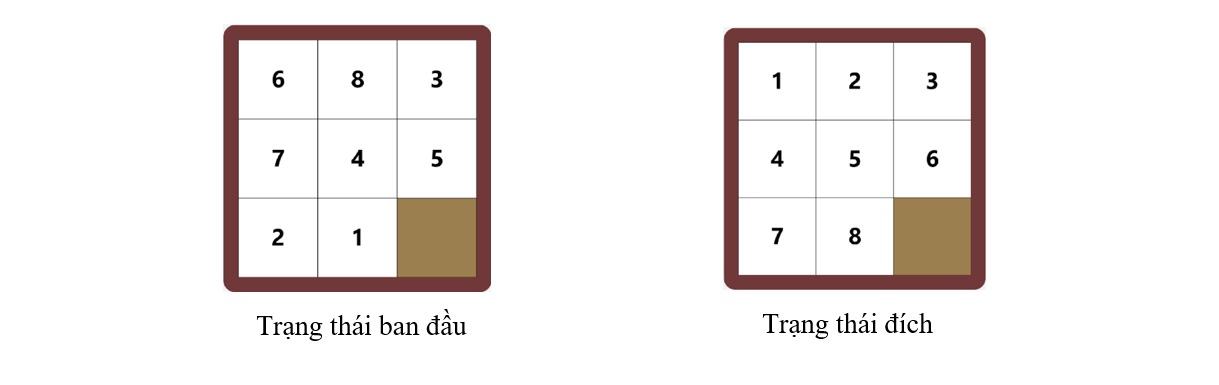 6 8 3
7 4 5
2 1
Trạng thái ban đầu
1 2 3
4 5 6
7 8
Trạng thái đích